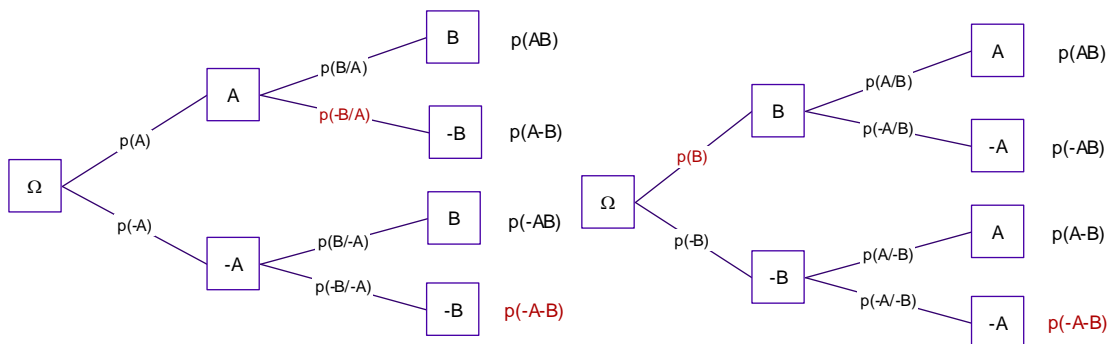 B p(AB)
p(B/A)
A
p(-B/A)
-B p(A-B)
p(A)
Ω
p(-A)
B p(-AB)
p(B/-A)
-A
p(-B/-A)
-B p(-A-B)
A p(AB)
p(A/B)
B
p(-A/B)
-A p(-AB)
p(B)
Ω
p(-B)
A p(A-B)
p(A/-B)
-B
p(-A/-B)
-A p(-A-B)